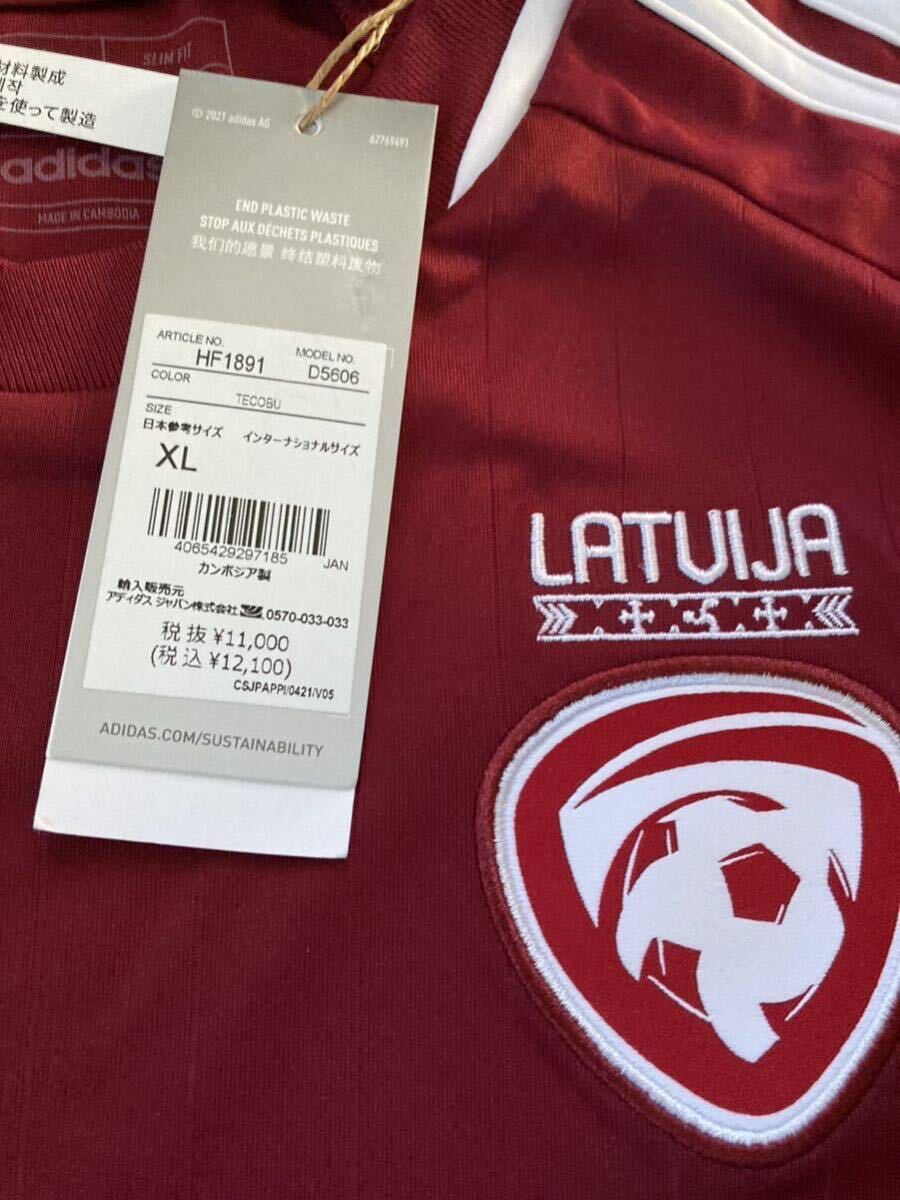 SLIM FIT
材料製成
制작
を使って製造
adidas
MADE IN CAMBODIA
© 2021 adidas AG
62769491
END PLASTIC WASTE
STOP AUX DÉCHETS PLASTIQUES
我们的愿景 终结塑料废物
ARTICLE NO. MODEL NO.
HF1891 D5606
COLOR
TECOBU
SIZE
日本参考サイズ インターナショナルサイズ
XL
4065429297185 JAN
カンボジア製
輸入販売元
アディダス ジャパン株式会社 0570-033-033
税抜 ¥11,000
(税込 ¥12,100)
CSJPAPPI/0421/V05
ADIDAS.COM/SUSTAINABILITY
LATVIJA